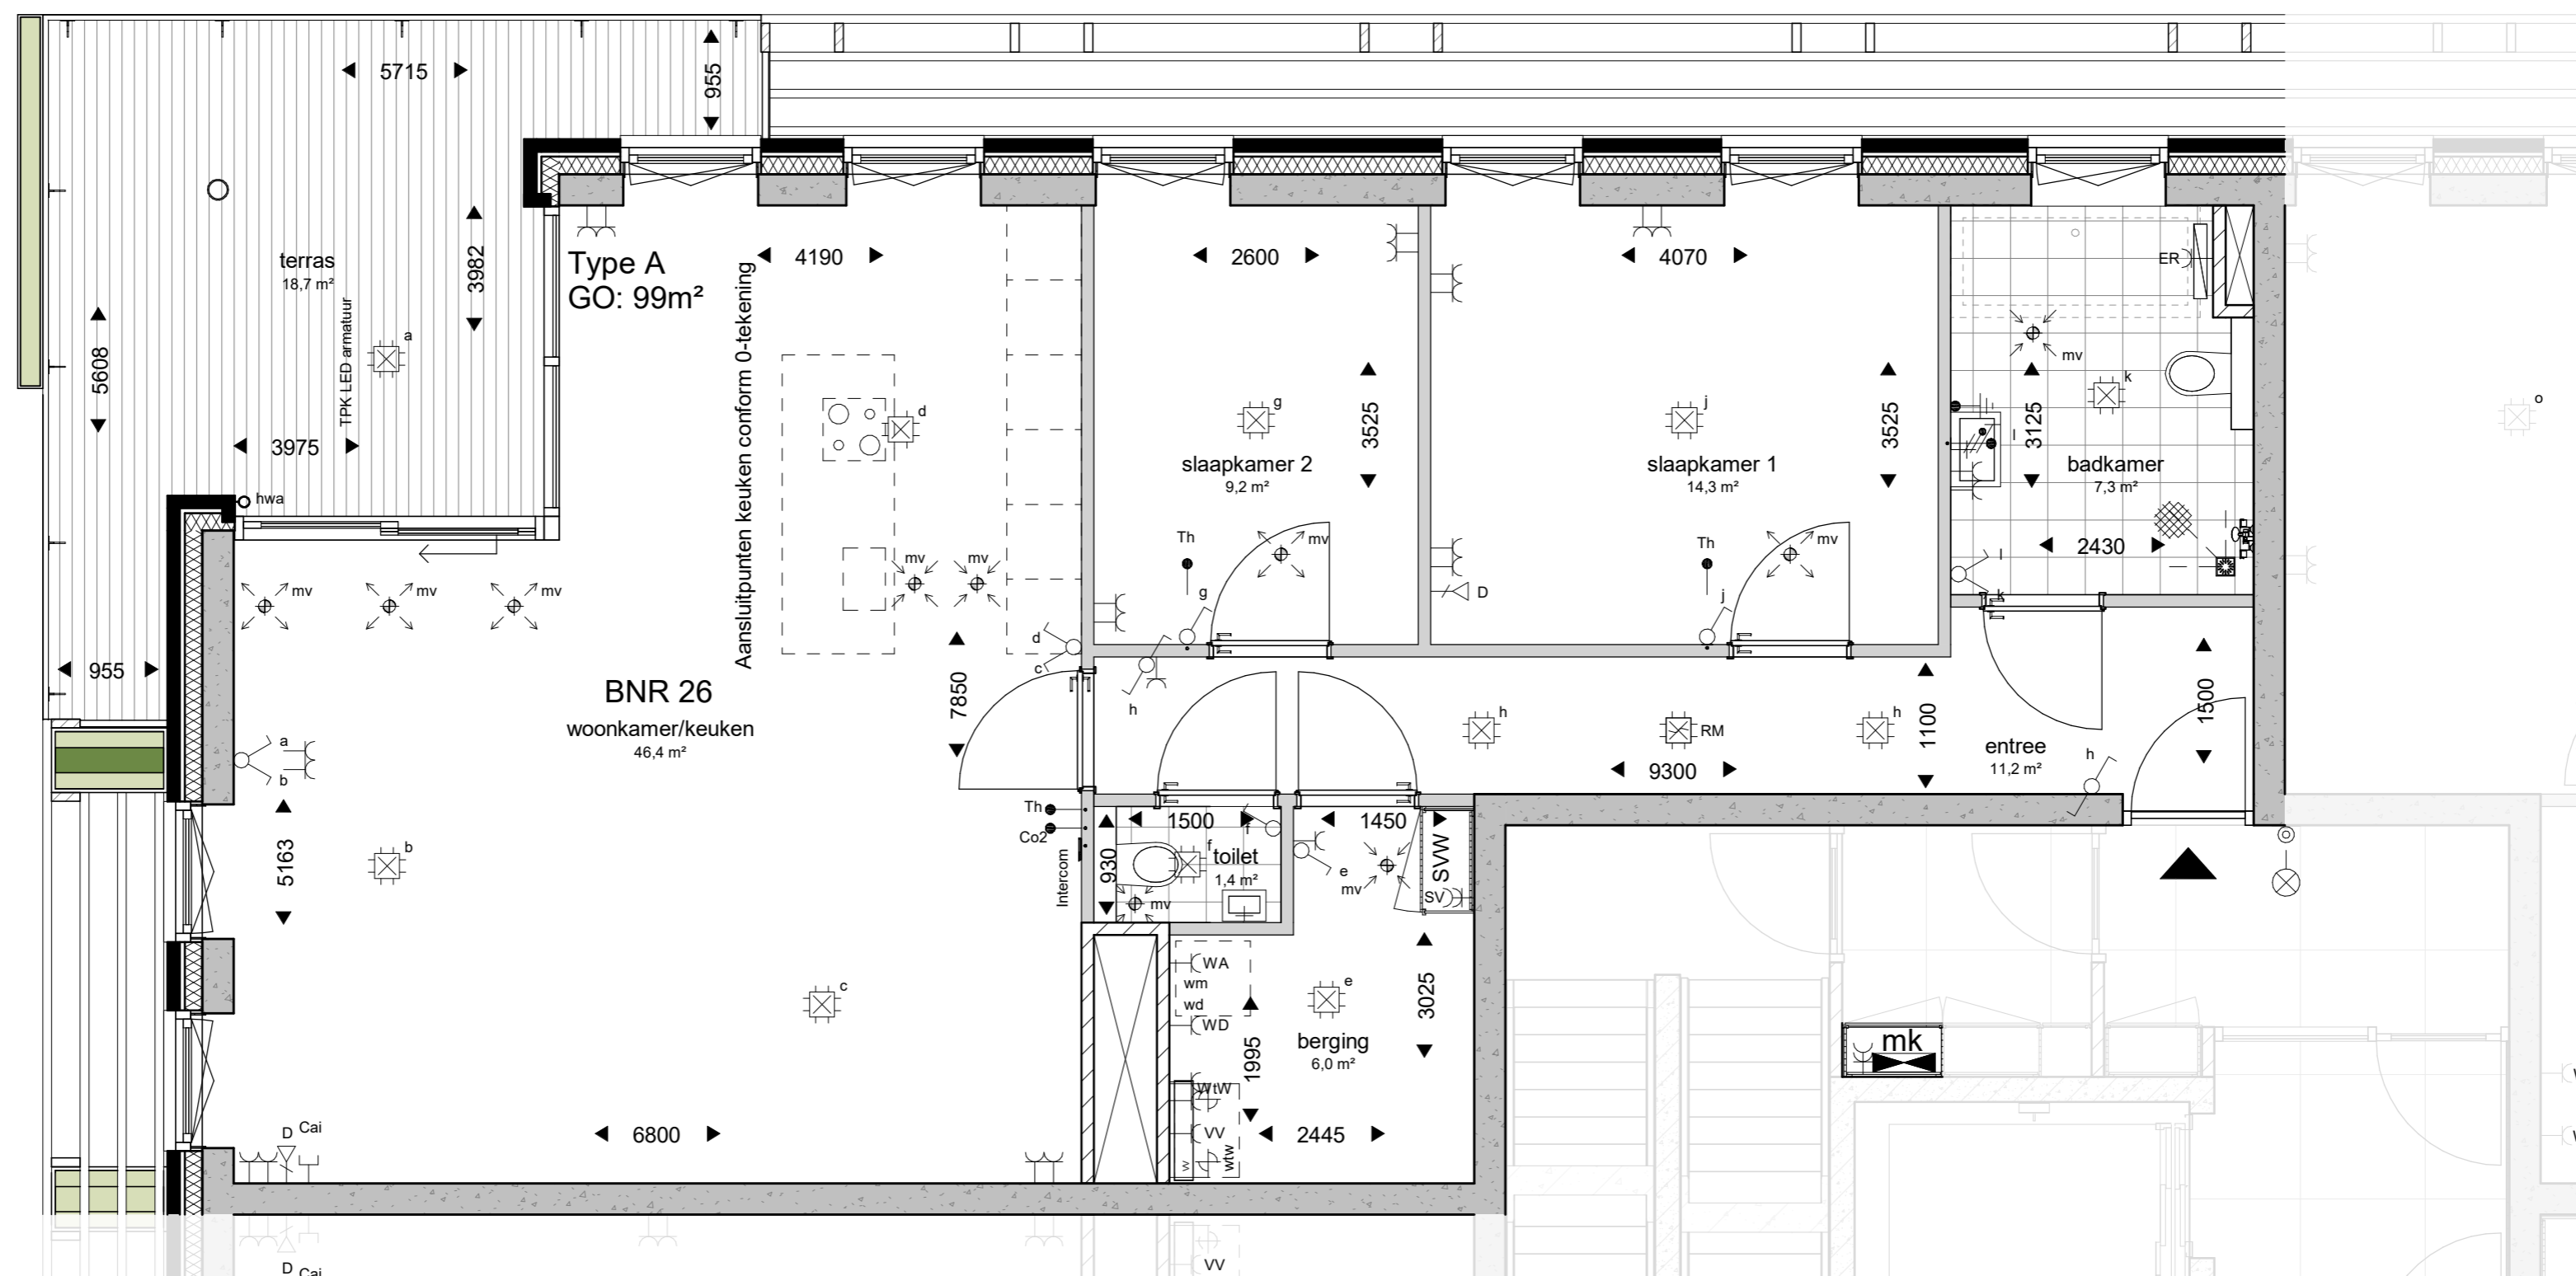 5715
955
terras
18,7 m²
3982
5608
TPK LED armatuur
a
3975
hwa
955
Type A
GO: 99m²
4190
Aansluitpunten keuken conform 0-tekening
d
mv
mv
mv
mv
mv
BNR 26
woonkamer/keuken
46,4 m²
7850
d
c
a
b
5163
b
c
Th
Co2
Intercom
6800
D
Cai
2600
g
3525
slaapkamer 2
9,2 m²
Th
mv
g
h
4070
j
3525
slaapkamer 1
14,3 m²
Th
mv
j
D
ER
mv
k
l
3125
badkamer
7,3 m²
2430
l
k
h
RM
h
9300
1100
entree
11,2 m²
h
1500
1500
930
f
f
toilet
1,4 m²
mv
1450
e
mv
SVW
SV
WA
wm
wd
WD
e
3025
berging
6,0 m²
1995
WtW
VV
wtw
w
2445
mk
o
D
Cai
VV